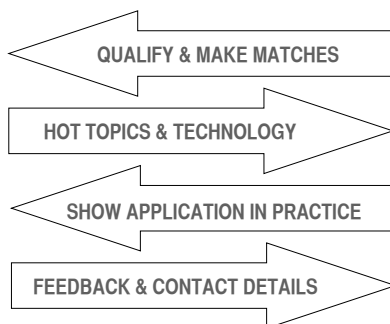 QUALIFY & MAKE MATCHES
HOT TOPICS & TECHNOLOGY
SHOW APPLICATION IN PRACTICE
FEEDBACK & CONTACT DETAILS